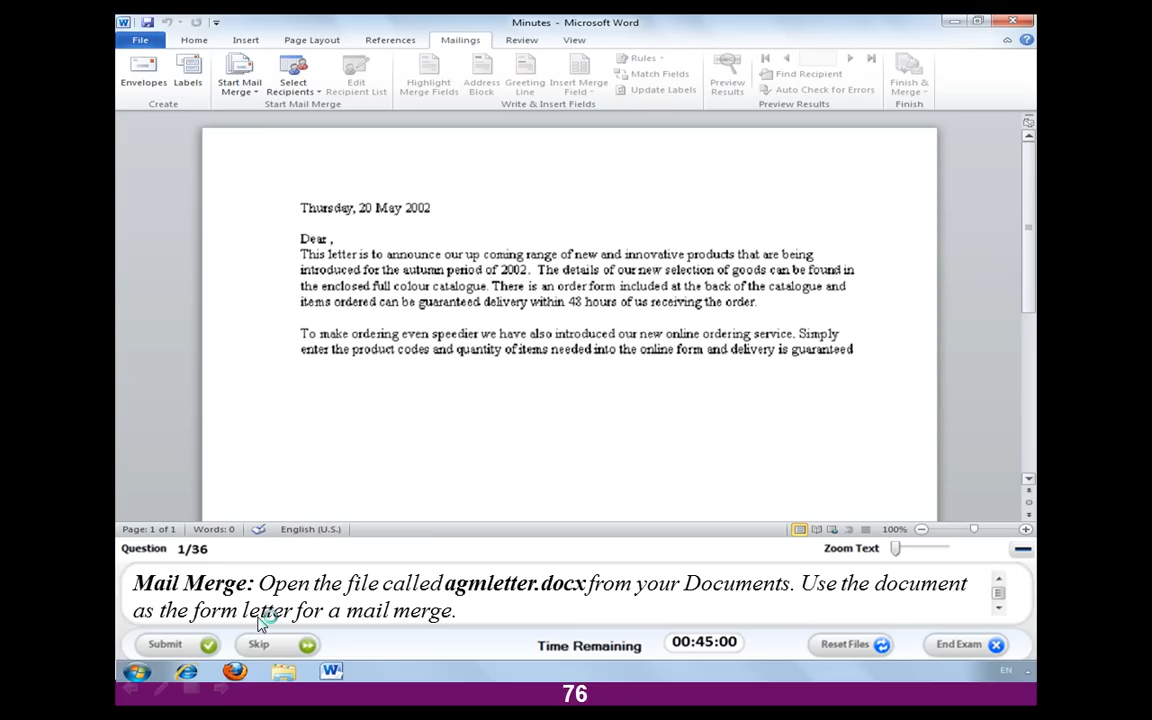 Minutes - Microsoft Word
File Home Insert Page Layout References Mailings Review View
Envelopes Labels Start Mail Merge Select Recipients Edit Recipient List Highlight Merge Fields Address Block Greeting Line Insert Merge Field Rules Match Fields Update Labels Preview Results Find Recipient Auto Check for Errors Finish & Merge
Create Start Mail Merge Write & Insert Fields Preview Results Finish
Thursday, 20 May 2002
Dear ,
This letter is to announce our up coming range of new and innovative products that are being
introduced for the autumn period of 2002. The details of our new selection of goods can be found in
the enclosed full colour catalogue. There is an order form included at the back of the catalogue and
items ordered can be guaranteed delivery within 48 hours of us receiving the order.
To make ordering even speedier we have also introduced our new online ordering service. Simply
enter the product codes and quantity of items needed into the online form and delivery is guaranteed
Page: 1 of 1 Words: 0 English (U.S.) 100%
Question 1/36 Zoom Text
Mail Merge: Open the file called agmletter.docx from your Documents. Use the document
as the form letter for a mail merge.
Submit Skip Time Remaining 00:45:00 Reset Files End Exam
EN
76